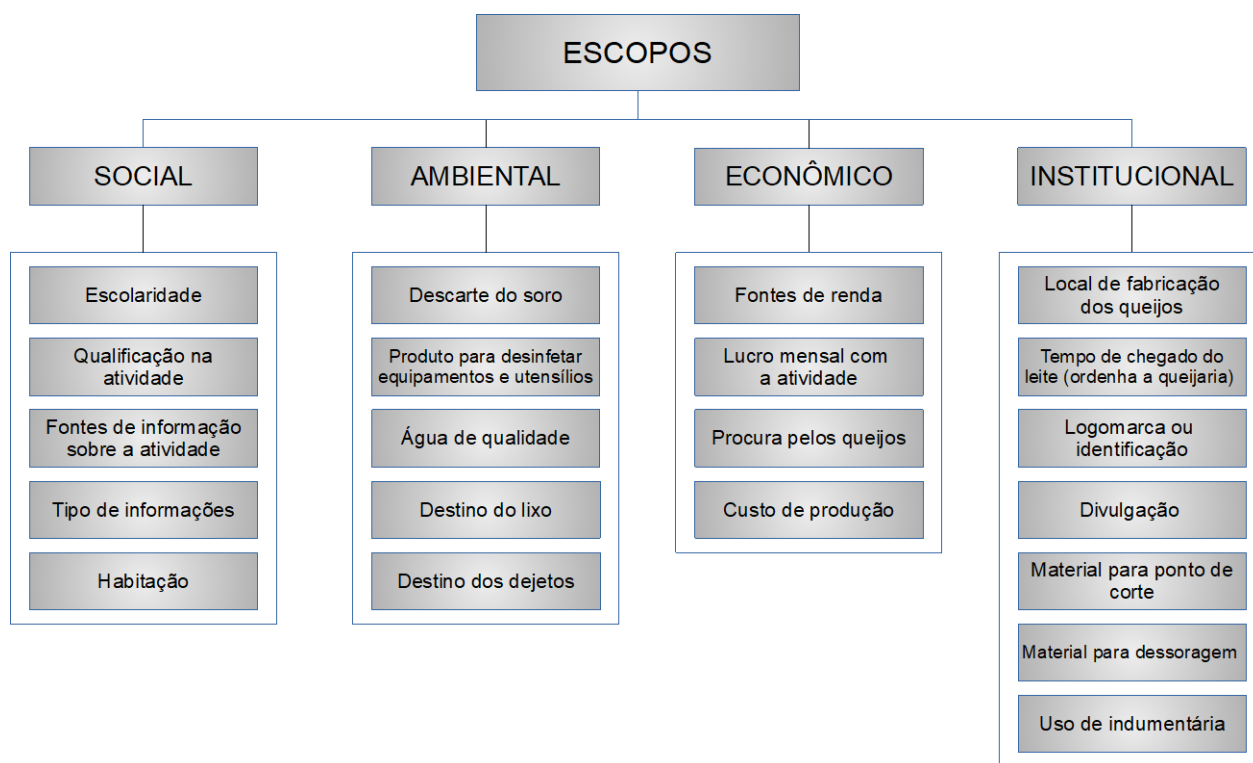 ESCOPOS
SOCIAL
Escolaridade
Qualificação na
atividade
Fontes de informação
sobre a atividade
Tipo de informações
Habitação
AMBIENTAL
Descarte do soro
Produto para desinfetar
equipamentos e utensílios
Água de qualidade
Destino do lixo
Destino dos dejetos
ECONÔMICO
Fontes de renda
Lucro mensal com
a atividade
Procura pelos queijos
Custo de produção
INSTITUCIONAL
Local de fabricação
dos queijos
Tempo de chegado do
leite (ordenha a queijaria)
Logomarca ou
identificação
Divulgação
Material para ponto de
corte
Material para dessoragem
Uso de indumentária